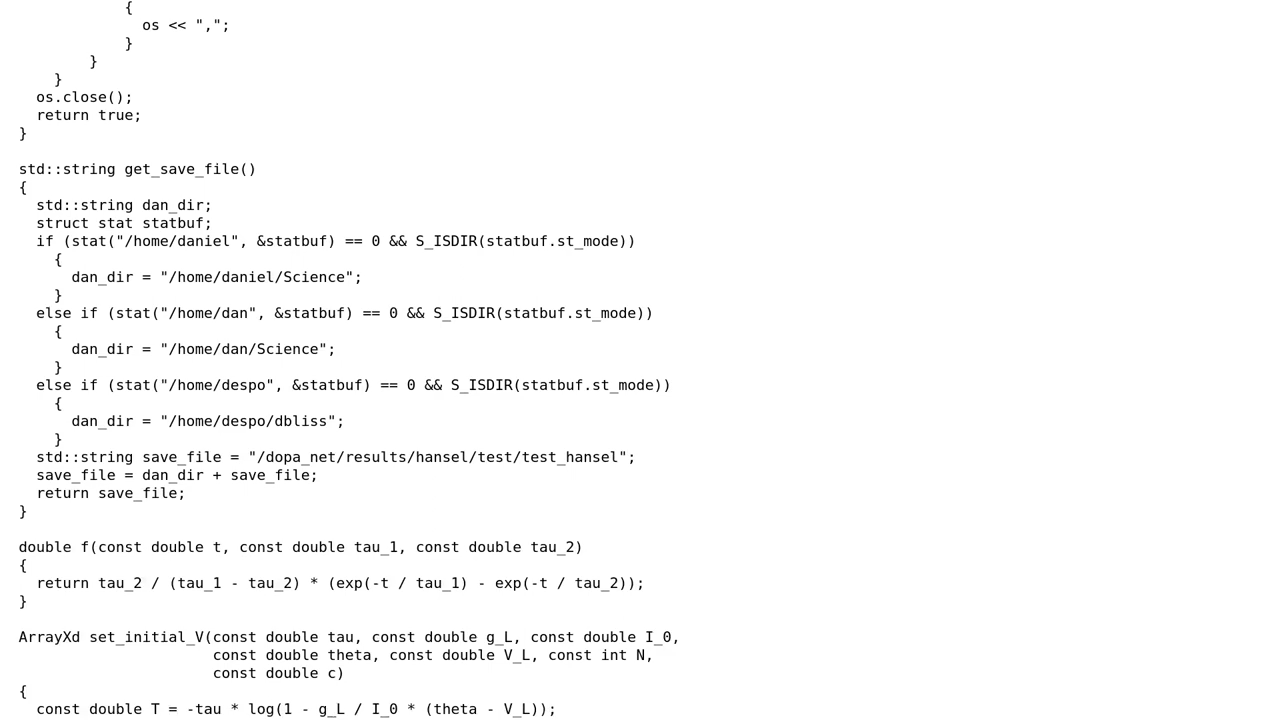 {
              os << ",";
            }
        }
    }
  os.close();
  return true;
}

std::string get_save_file()
{
  std::string dan_dir;
  struct stat statbuf;
  if (stat("/home/daniel", &statbuf) == 0 && S_ISDIR(statbuf.st_mode))
    {
      dan_dir = "/home/daniel/Science";
    }
  else if (stat("/home/dan", &statbuf) == 0 && S_ISDIR(statbuf.st_mode))
    {
      dan_dir = "/home/dan/Science";
    }
  else if (stat("/home/despo", &statbuf) == 0 && S_ISDIR(statbuf.st_mode))
    {
      dan_dir = "/home/despo/dbliss";
    }
  std::string save_file = "/dopa_net/results/hansel/test/test_hansel";
  save_file = dan_dir + save_file;
  return save_file;
}

double f(const double t, const double tau_1, const double tau_2)
{
  return tau_2 / (tau_1 - tau_2) * (exp(-t / tau_1) - exp(-t / tau_2));
}

ArrayXd set_initial_V(const double tau, const double g_L, const double I_0,
                      const double theta, const double V_L, const int N,
                      const double c)
{
  const double T = -tau * log(1 - g_L / I_0 * (theta - V_L));